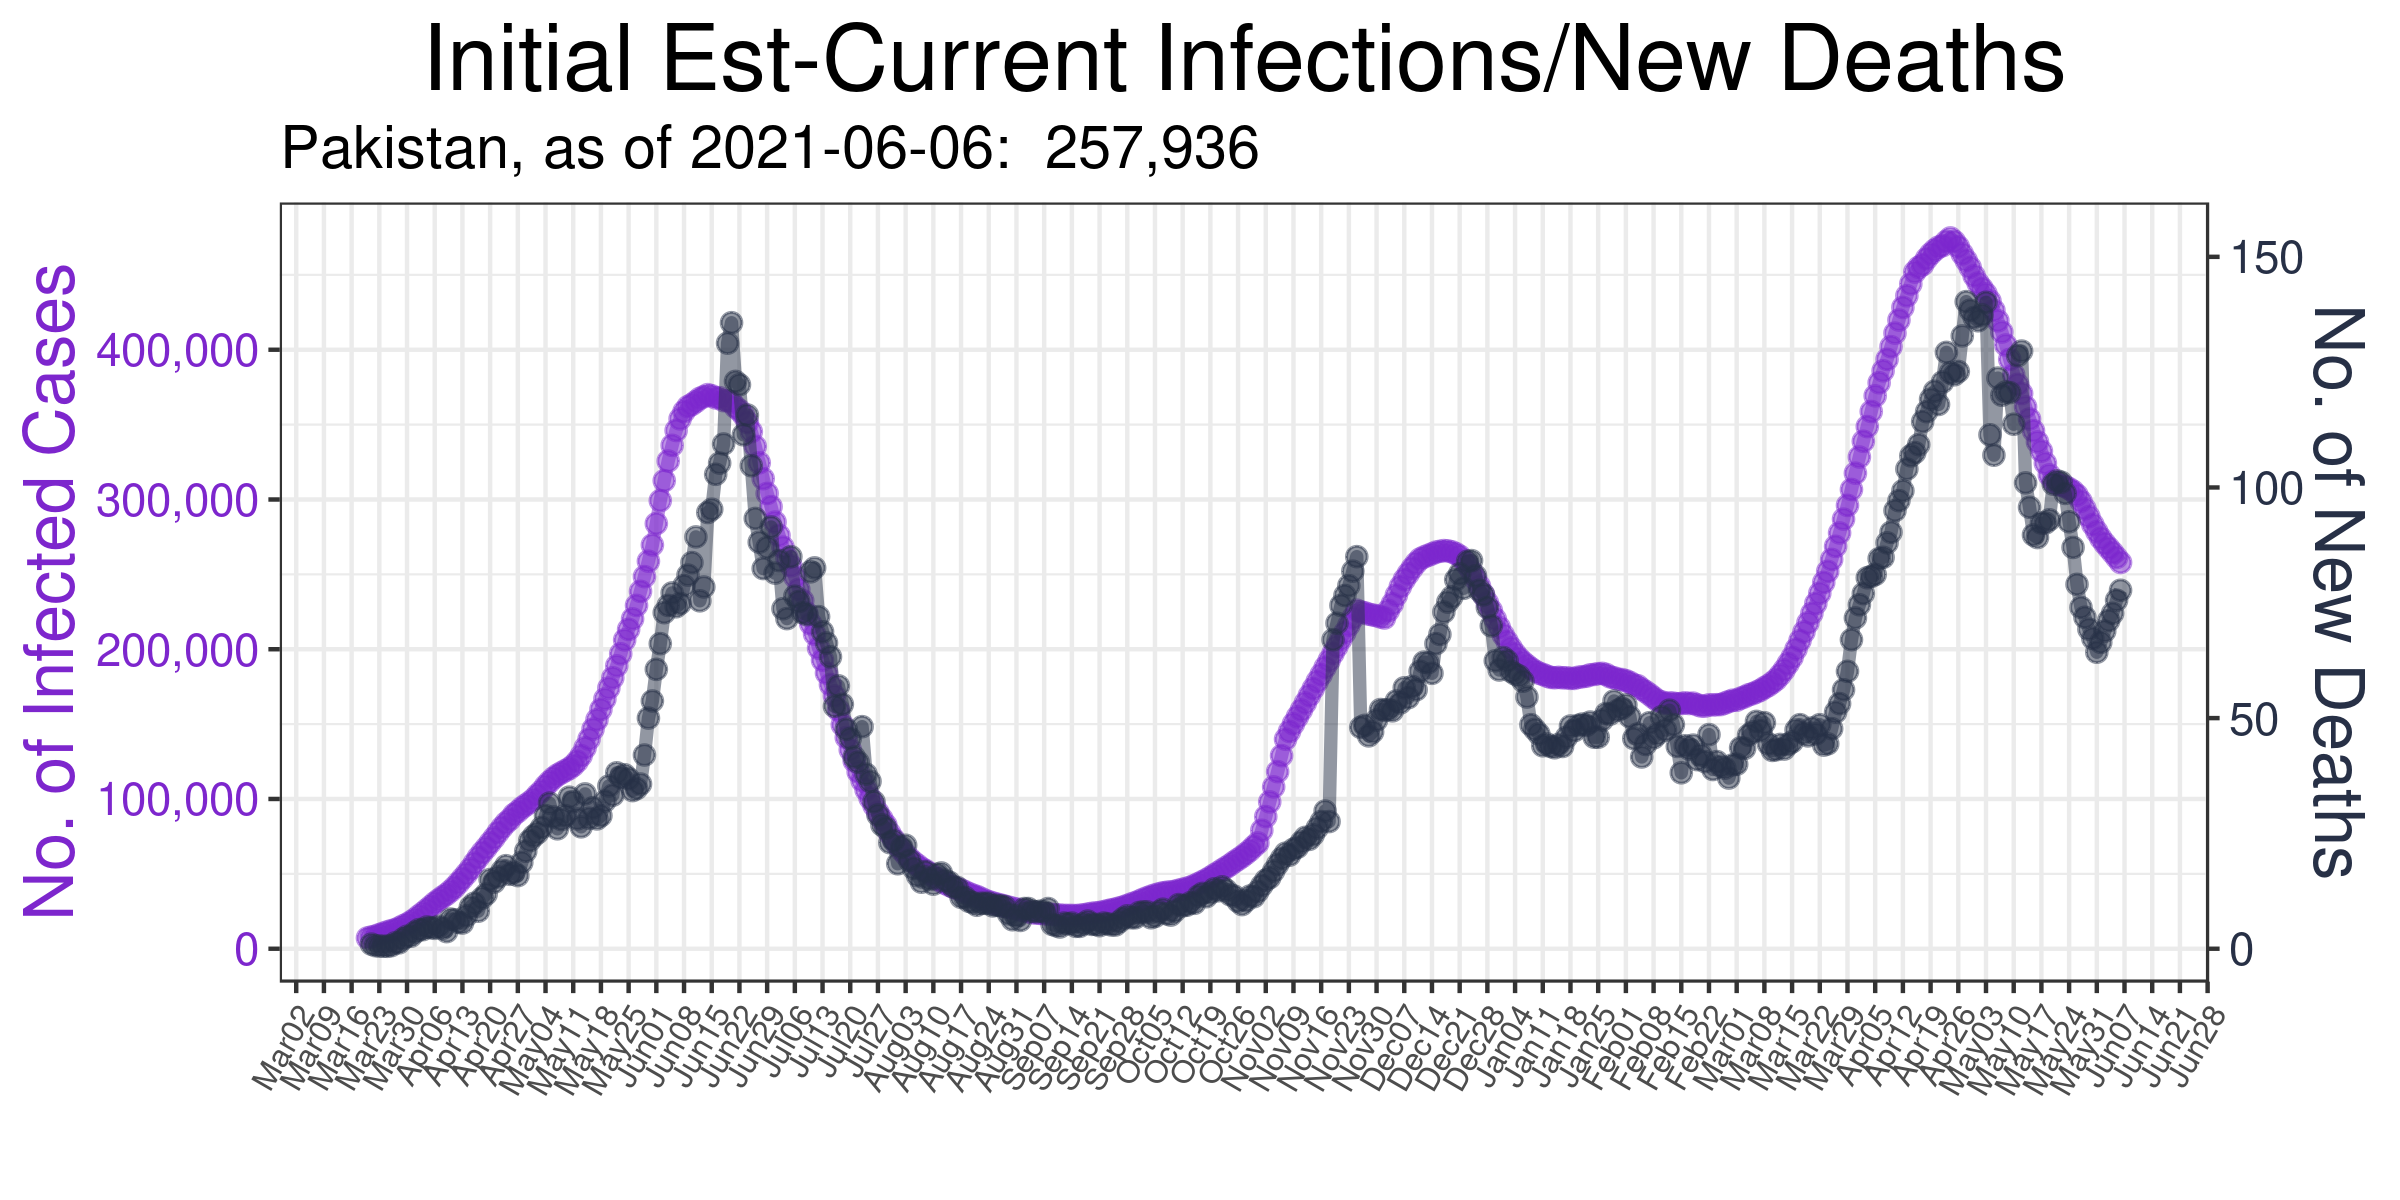 Initial Est-Current Infections/New Deaths
Pakistan, as of 2021-06-06:  257,936
No. of Infected Cases
400,000
300,000
200,000
100,000
0
150
100
50
0
No. of New Deaths
Mar02
Mar09
Mar16
Mar23
Mar30
Apr06
Apr13
Apr20
Apr27
May04
May11
May18
May25
Jun01
Jun08
Jun15
Jun22
Jun29
Jul06
Jul13
Jul20
Jul27
Aug03
Aug10
Aug17
Aug24
Aug31
Sep07
Sep14
Sep21
Sep28
Oct05
Oct12
Oct19
Oct26
Nov02
Nov09
Nov16
Nov23
Nov30
Dec07
Dec14
Dec21
Dec28
Jan04
Jan11
Jan18
Jan25
Feb01
Feb08
Feb15
Feb22
Mar01
Mar08
Mar15
Mar22
Mar29
Apr05
Apr12
Apr19
Apr26
May03
May10
May17
May24
May31
Jun07
Jun14
Jun21
Jun28